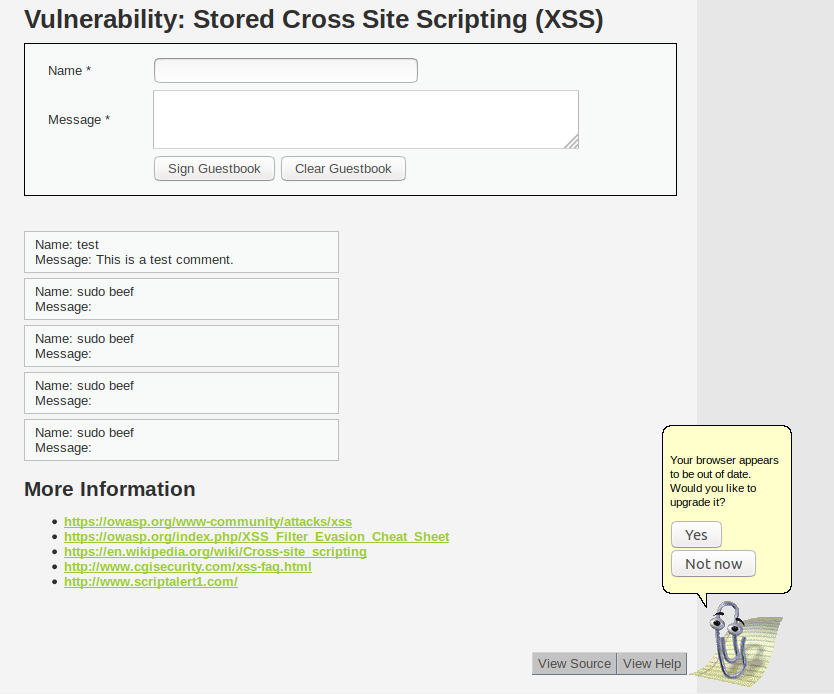 Vulnerability: Stored Cross Site Scripting (XSS)
Name *
Message *
Sign Guestbook Clear Guestbook
Name: test
Message: This is a test comment.
Name: sudo beef
Message:
Name: sudo beef
Message:
Name: sudo beef
Message:
Name: sudo beef
Message:
More Information
https://owasp.org/www-community/attacks/xss
https://owasp.org/index.php/XSS_Filter_Evasion_Cheat_Sheet
https://en.wikipedia.org/wiki/Cross-site_scripting
http://www.cgisecurity.com/xss-faq.html
http://www.scriptalert1.com/
Your browser appears
to be out of date.
Would you like to
upgrade it?
Yes
Not now
View Source View Help